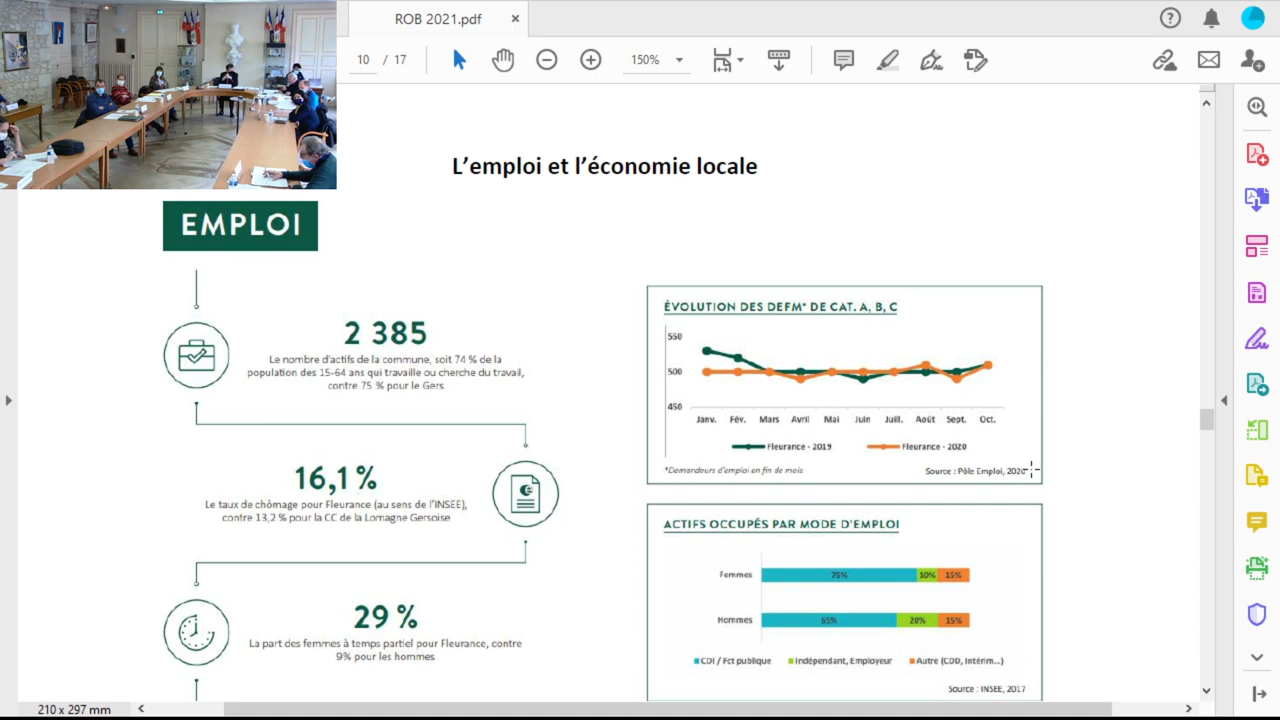 ROB 2021.pdf
10 / 17
150%
L'emploi et l'économie locale
EMPLOI
2 385
Le nombre d'actifs de la commune, soit 74 % de la
population des 15-64 ans qui travaille ou cherche du travail,
contre 75 % pour le Gers
16,1 %
Le taux de chômage pour Fleurance (au sens de l'INSEE),
contre 13,2 % pour la CC de la Lomagne Gersoise
29 %
La part des femmes à temps partiel pour Fleurance, contre
9% pour les hommes
ÉVOLUTION DES DEFM* DE CAT. A, B, C
550
500
450
Janv. Fév. Mars Avril Mai Juin Juill. Août Sept. Oct.
Fleurance - 2019 Fleurance - 2020
*Demandeurs d'emploi en fin de mois
Source : Pôle Emploi, 2020
ACTIFS OCCUPÉS PAR MODE D'EMPLOI
Femmes 75% 10% 15%
Hommes 65% 20% 15%
CDI / Fct publique Indépendant, Employeur Autre (CDD, Intérim...)
Source : INSEE, 2017
210 x 297 mm